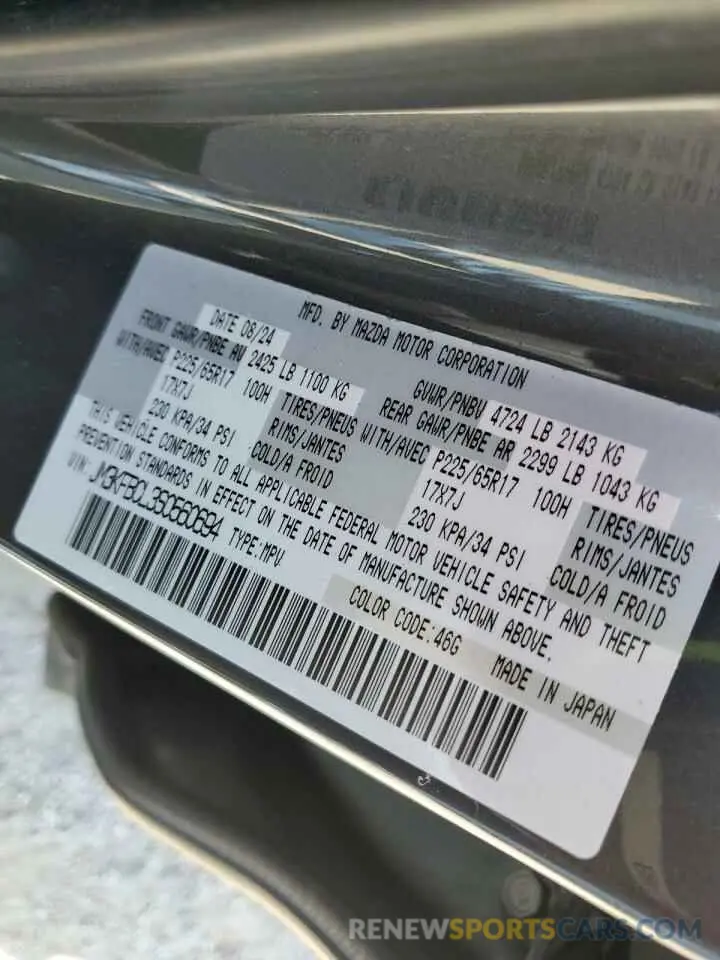 MFD. BY MAZDA MOTOR CORPORATION
DATE 08/24 GVWR/PNBV 4724 LB 2143 KG
FRONT GAWR/PNBE AV 2425 LB 1100 KG REAR GAWR/PNBE AR 2299 LB 1043 KG
WITH/AVEC P225/65R17 100H TIRES/PNEUS WITH/AVEC P225/65R17 100H TIRES/PNEUS
17X7J RIMS/JANTES 17X7J RIMS/JANTES
230 KPA/34 PSI COLD/A FROID 230 KPA/34 PSI COLD/A FROID
THIS VEHICLE CONFORMS TO ALL APPLICABLE FEDERAL MOTOR VEHICLE SAFETY AND THEFT
PREVENTION STANDARDS IN EFFECT ON THE DATE OF MANUFACTURE SHOWN ABOVE.
VIN: JM3KFBCL3S0660694 TYPE:MPV
COLOR CODE:46G MADE IN JAPAN
RENEWSPORTSCARS.COM